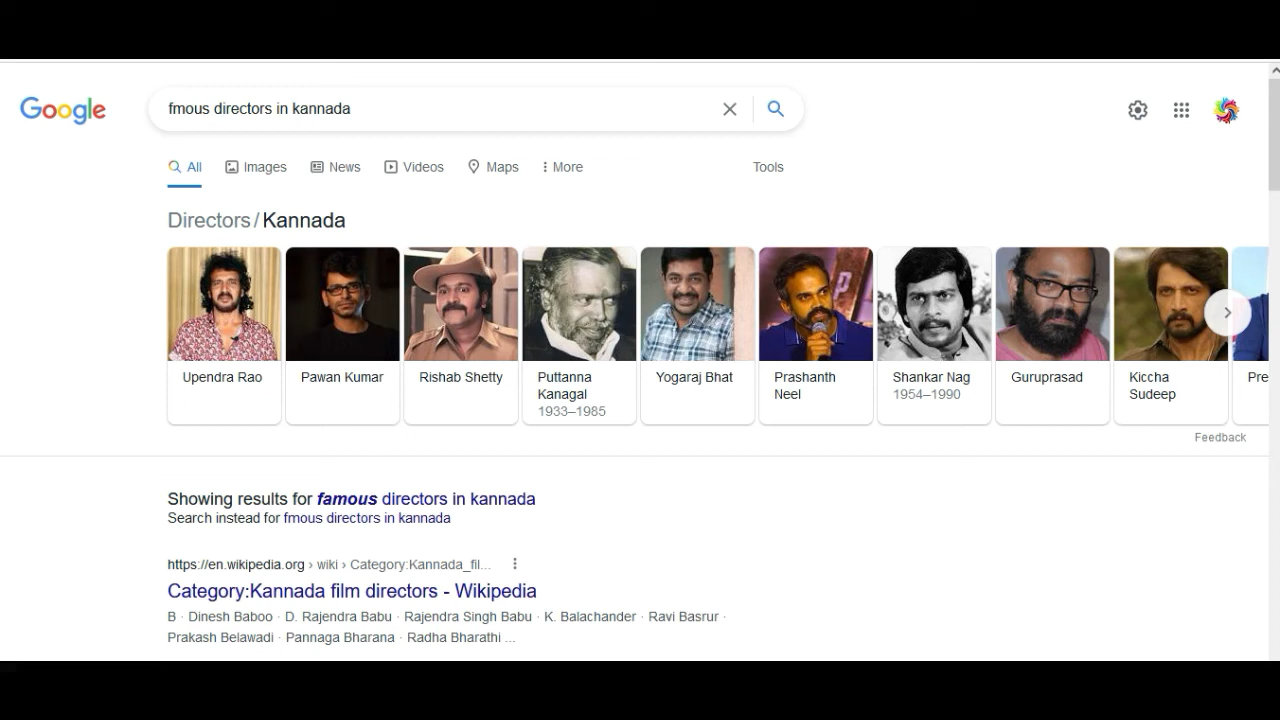 Google
fmous directors in kannada
All
Images
News
Videos
Maps
More
Tools
Directors/Kannada
Upendra Rao
Pawan Kumar
Rishab Shetty
Puttanna
Kanagal
1933–1985
Yogaraj Bhat
Prashanth
Neel
Shankar Nag
1954–1990
Guruprasad
Kiccha
Sudeep
Pre
Feedback
Showing results for famous directors in kannada
Search instead for fmous directors in kannada
https://en.wikipedia.org › wiki › Category:Kannada_fil...
Category:Kannada film directors - Wikipedia
B · Dinesh Baboo · D. Rajendra Babu · Rajendra Singh Babu · K. Balachander · Ravi Basrur ·
Prakash Belawadi · Pannaga Bharana · Radha Bharathi ...